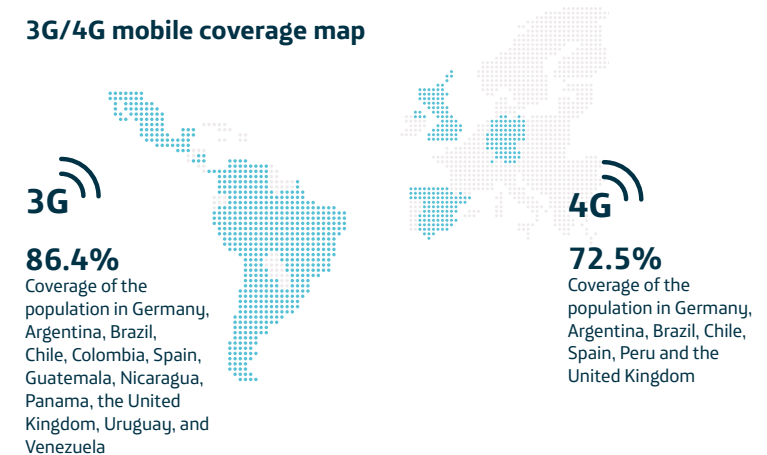 3G/4G mobile coverage map
3G
86.4%
Coverage of the
population in Germany,
Argentina, Brazil,
Chile, Colombia, Spain,
Guatemala, Nicaragua,
Panama, the United
Kingdom, Uruguay, and
Venezuela
4G
72.5%
Coverage of the
population in Germany,
Argentina, Brazil, Chile,
Spain, Peru and the
United Kingdom